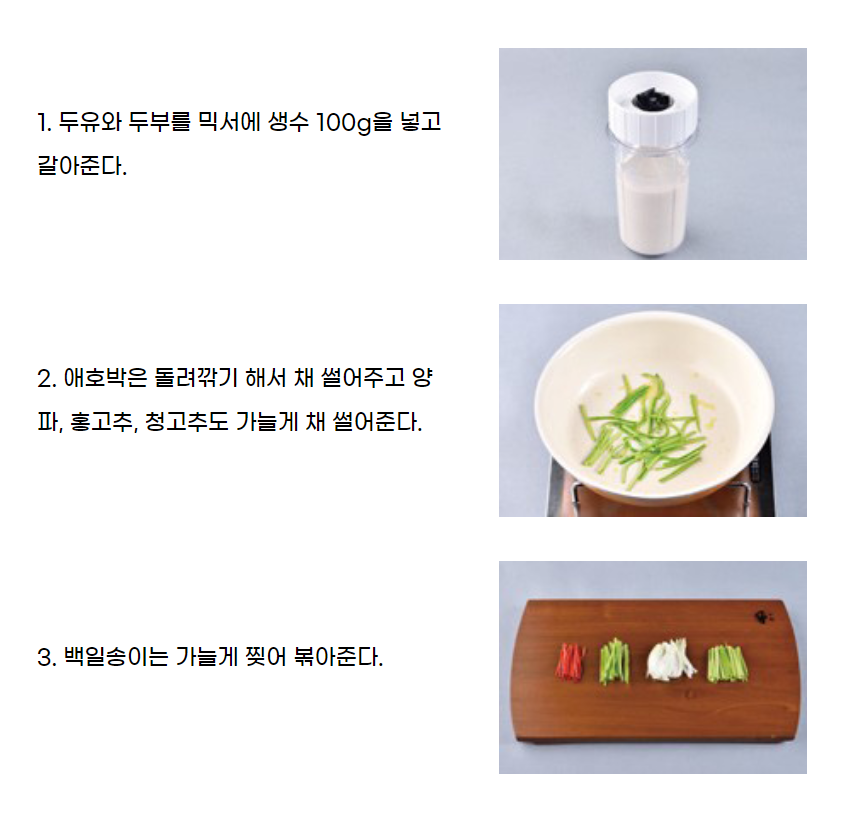 1. 두유와 두부를 믹서에 생수 100g을 넣고
갈아준다.
2. 애호박은 돌려깎기 해서 채 썰어주고 양
파, 홍고추, 청고추도 가늘게 채 썰어준다.
3. 백일송이는 가늘게 찢어 볶아준다.